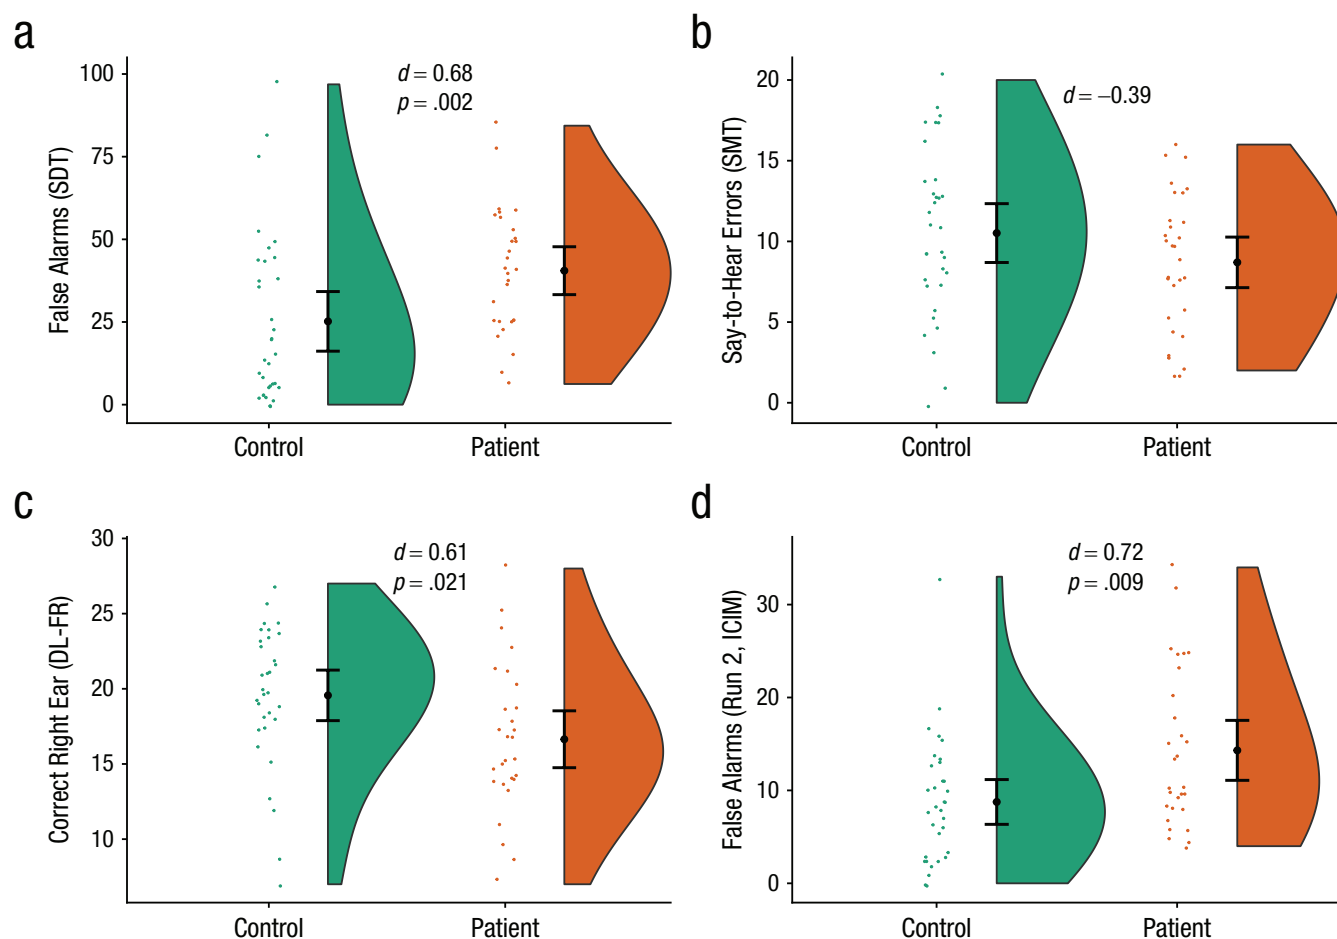 a
False Alarms (SDT)
100
75
50
25
0
d = 0.68
p = .002
Control
Patient
b
Say-to-Hear Errors (SMT)
20
15
10
5
0
d = −0.39
Control
Patient
c
Correct Right Ear (DL-FR)
30
25
20
15
10
d = 0.61
p = .021
Control
Patient
d
False Alarms (Run 2, ICIM)
30
20
10
0
d = 0.72
p = .009
Control
Patient